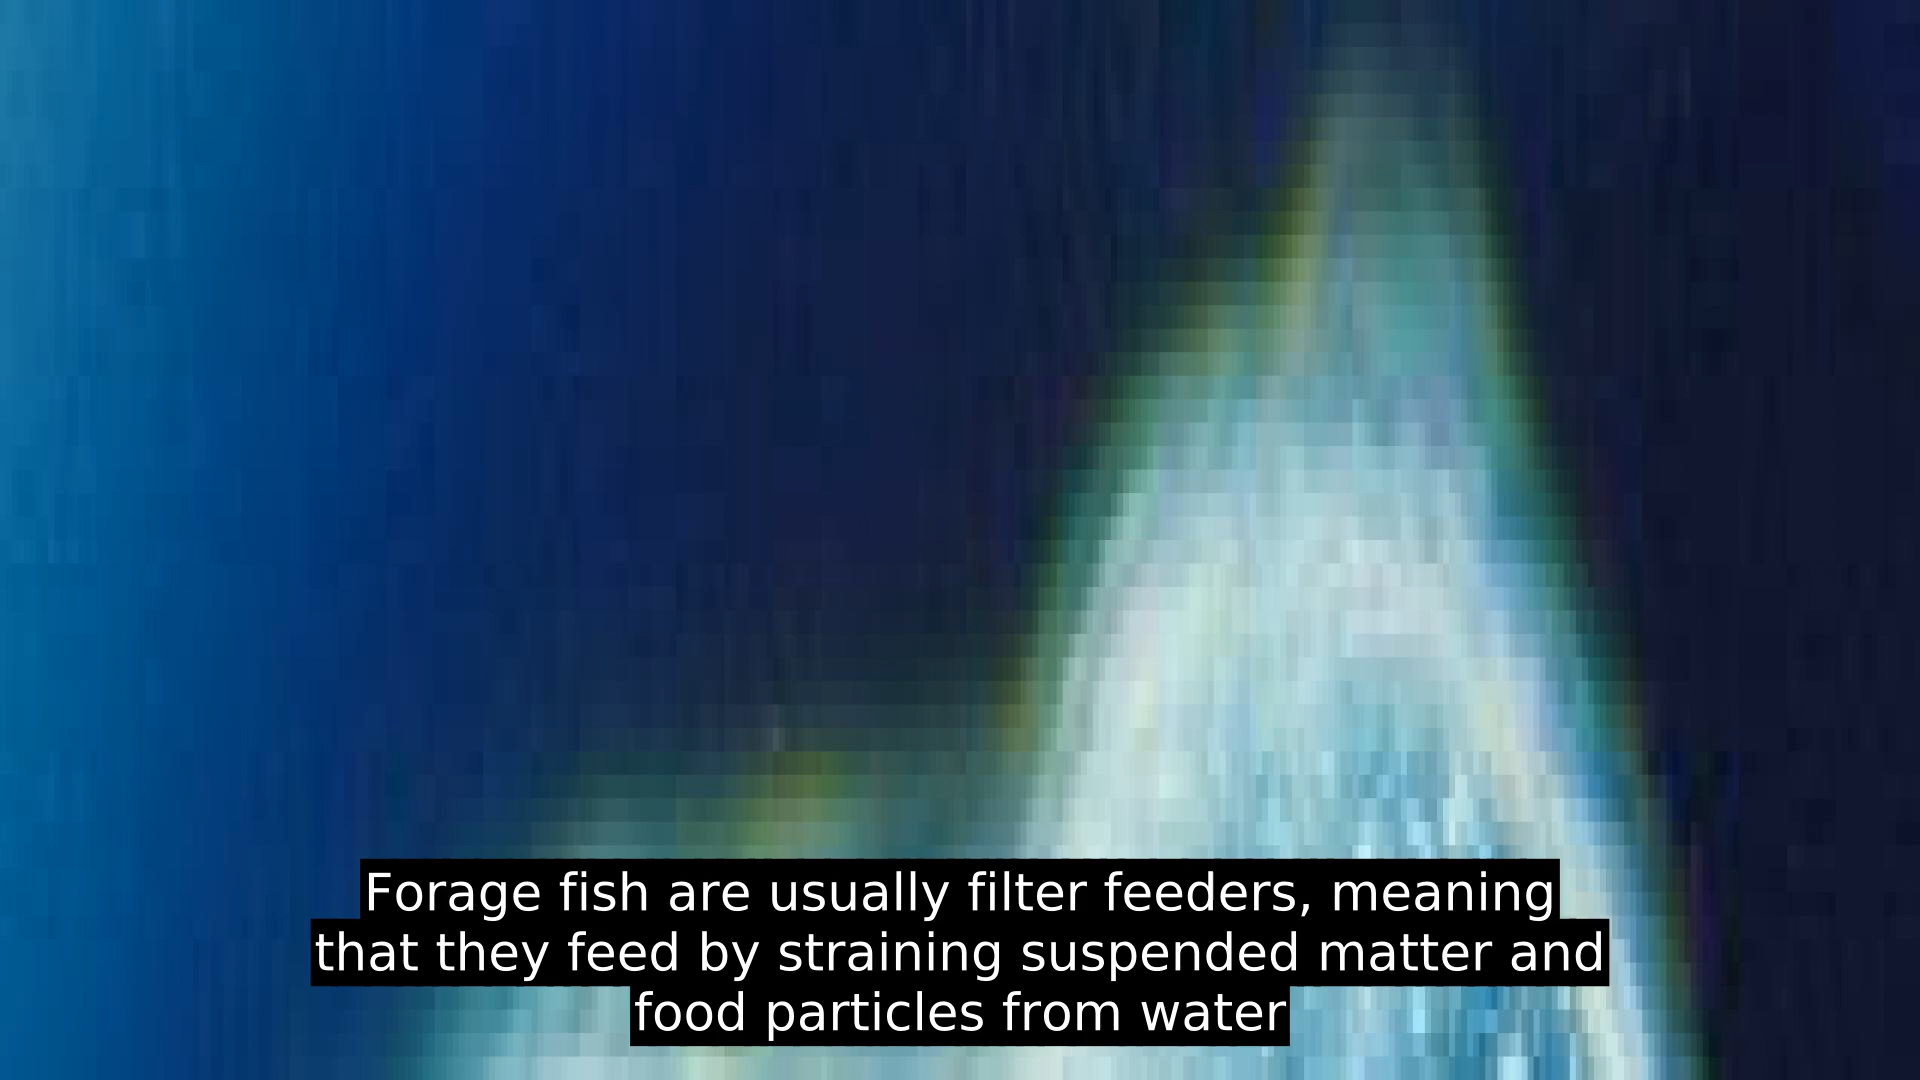 Forage fish are usually filter feeders, meaning
that they feed by straining suspended matter and
food particles from water